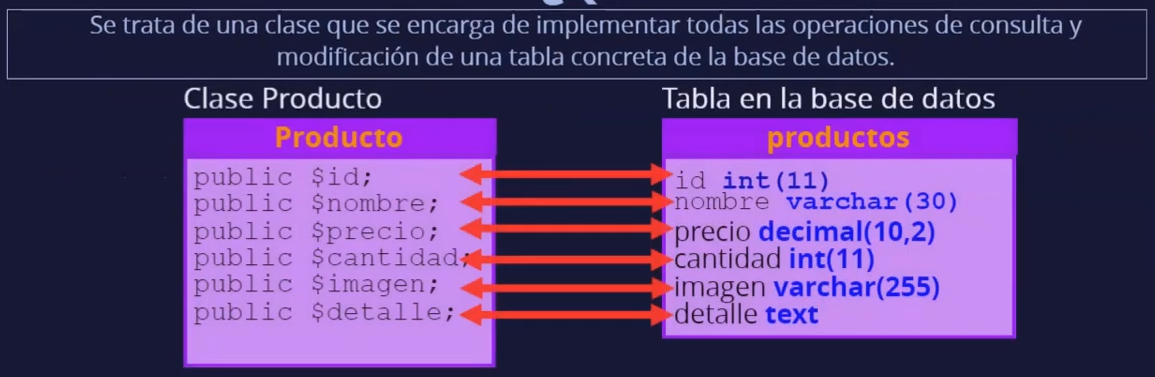 Se trata de una clase que se encarga de implementar todas las operaciones de consulta y
modificación de una tabla concreta de la base de datos.
Clase Producto
Producto
public $id;
public $nombre;
public $precio;
public $cantidad;
public $imagen;
public $detalle;
Tabla en la base de datos
productos
id int(11)
nombre varchar(30)
precio decimal(10,2)
cantidad int(11)
imagen varchar(255)
detalle text